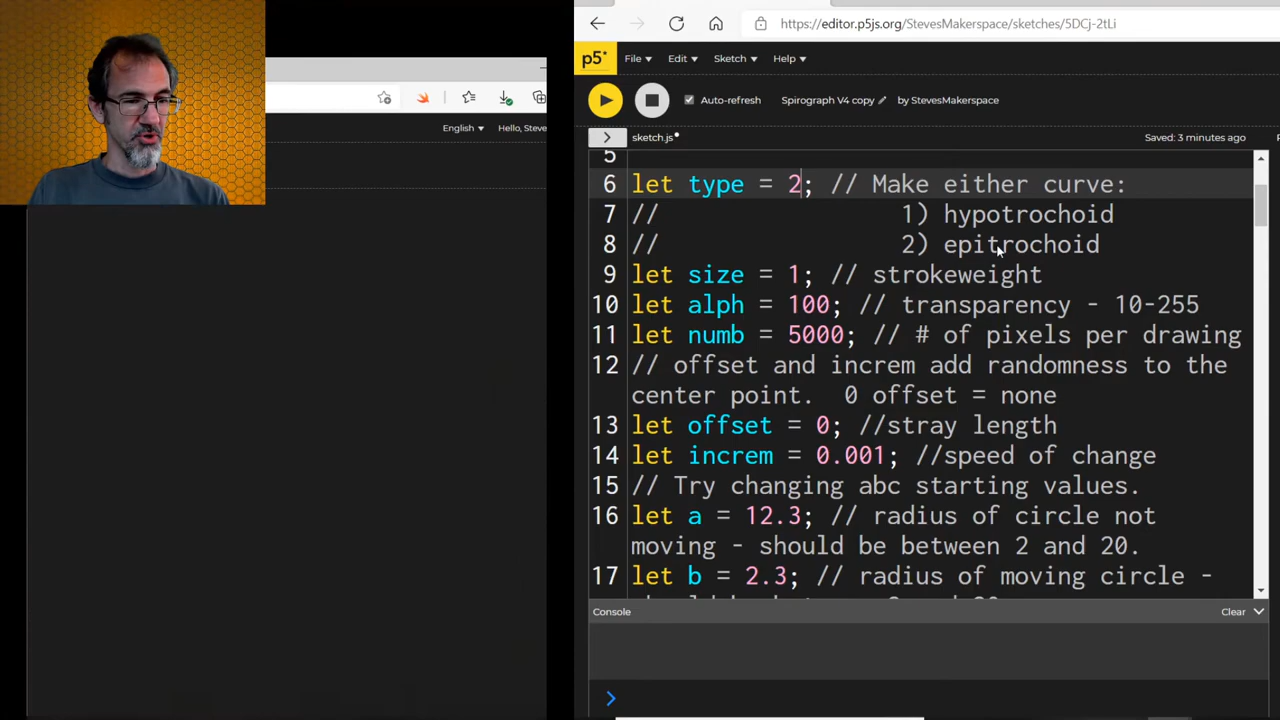 https://editor.p5js.org/StevesMakerspace/sketches/5DCj-2tLi
p5* File Edit Sketch Help
English Hello, Steve
Auto-refresh Spirograph V4 copy by StevesMakerspace
> sketch.js Saved: 3 minutes ago
5
6 let type = 2; // Make either curve:
7 // 1) hypotrochoid
8 // 2) epitrochoid
9 let size = 1; // strokeweight
10 let alph = 100; // transparency - 10-255
11 let numb = 5000; // # of pixels per drawing
12 // offset and increm add randomness to the
center point. 0 offset = none
13 let offset = 0; //stray length
14 let increm = 0.001; //speed of change
15 // Try changing abc starting values.
16 let a = 12.3; // radius of circle not
moving - should be between 2 and 20.
17 let b = 2.3; // radius of moving circle -
Console Clear
>